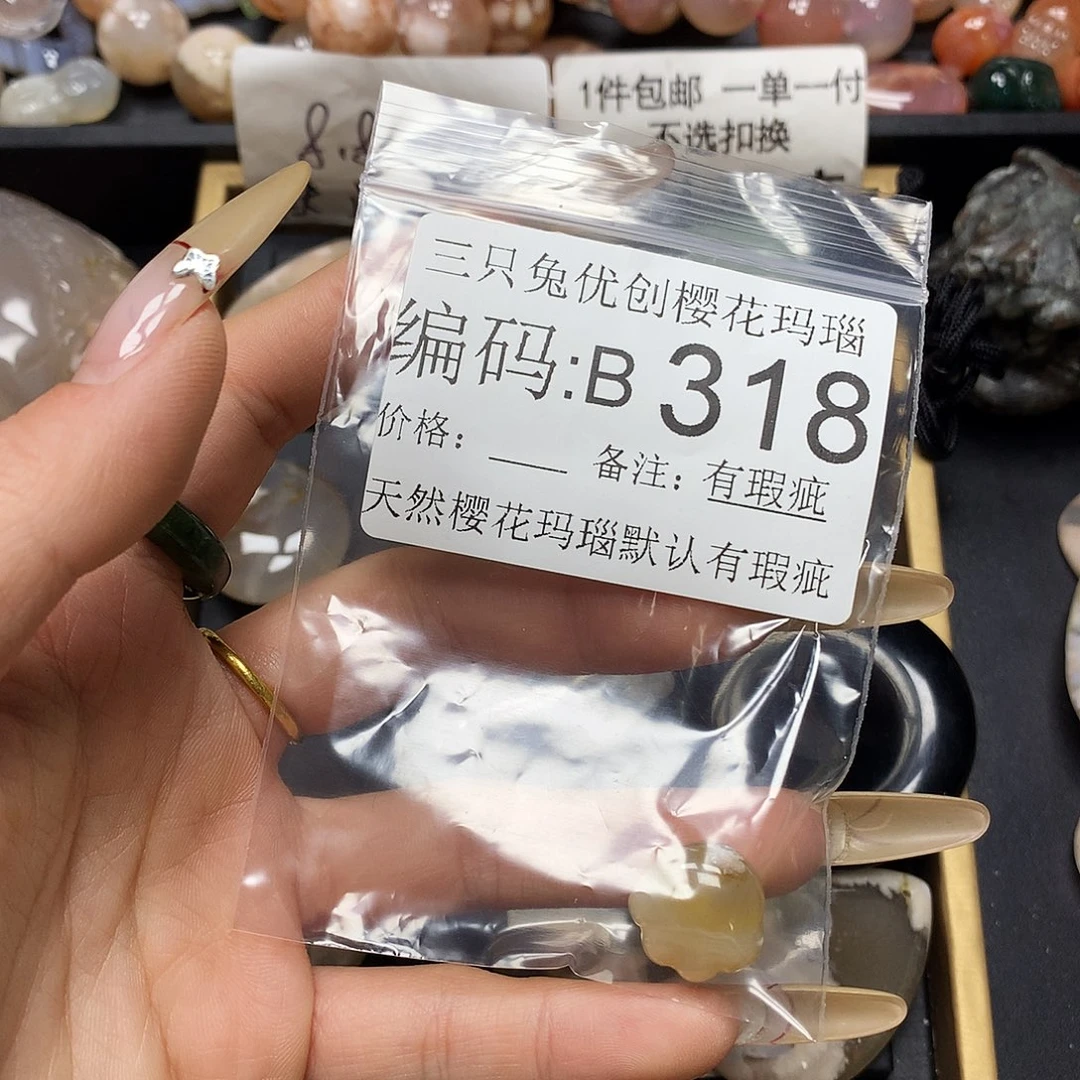 1件包邮 一单一付
不选扣换
三只兔优创樱花玛瑙
编码:B 318
价格: ___ 备注: 有瑕疵
天然樱花玛瑙默认有瑕疵